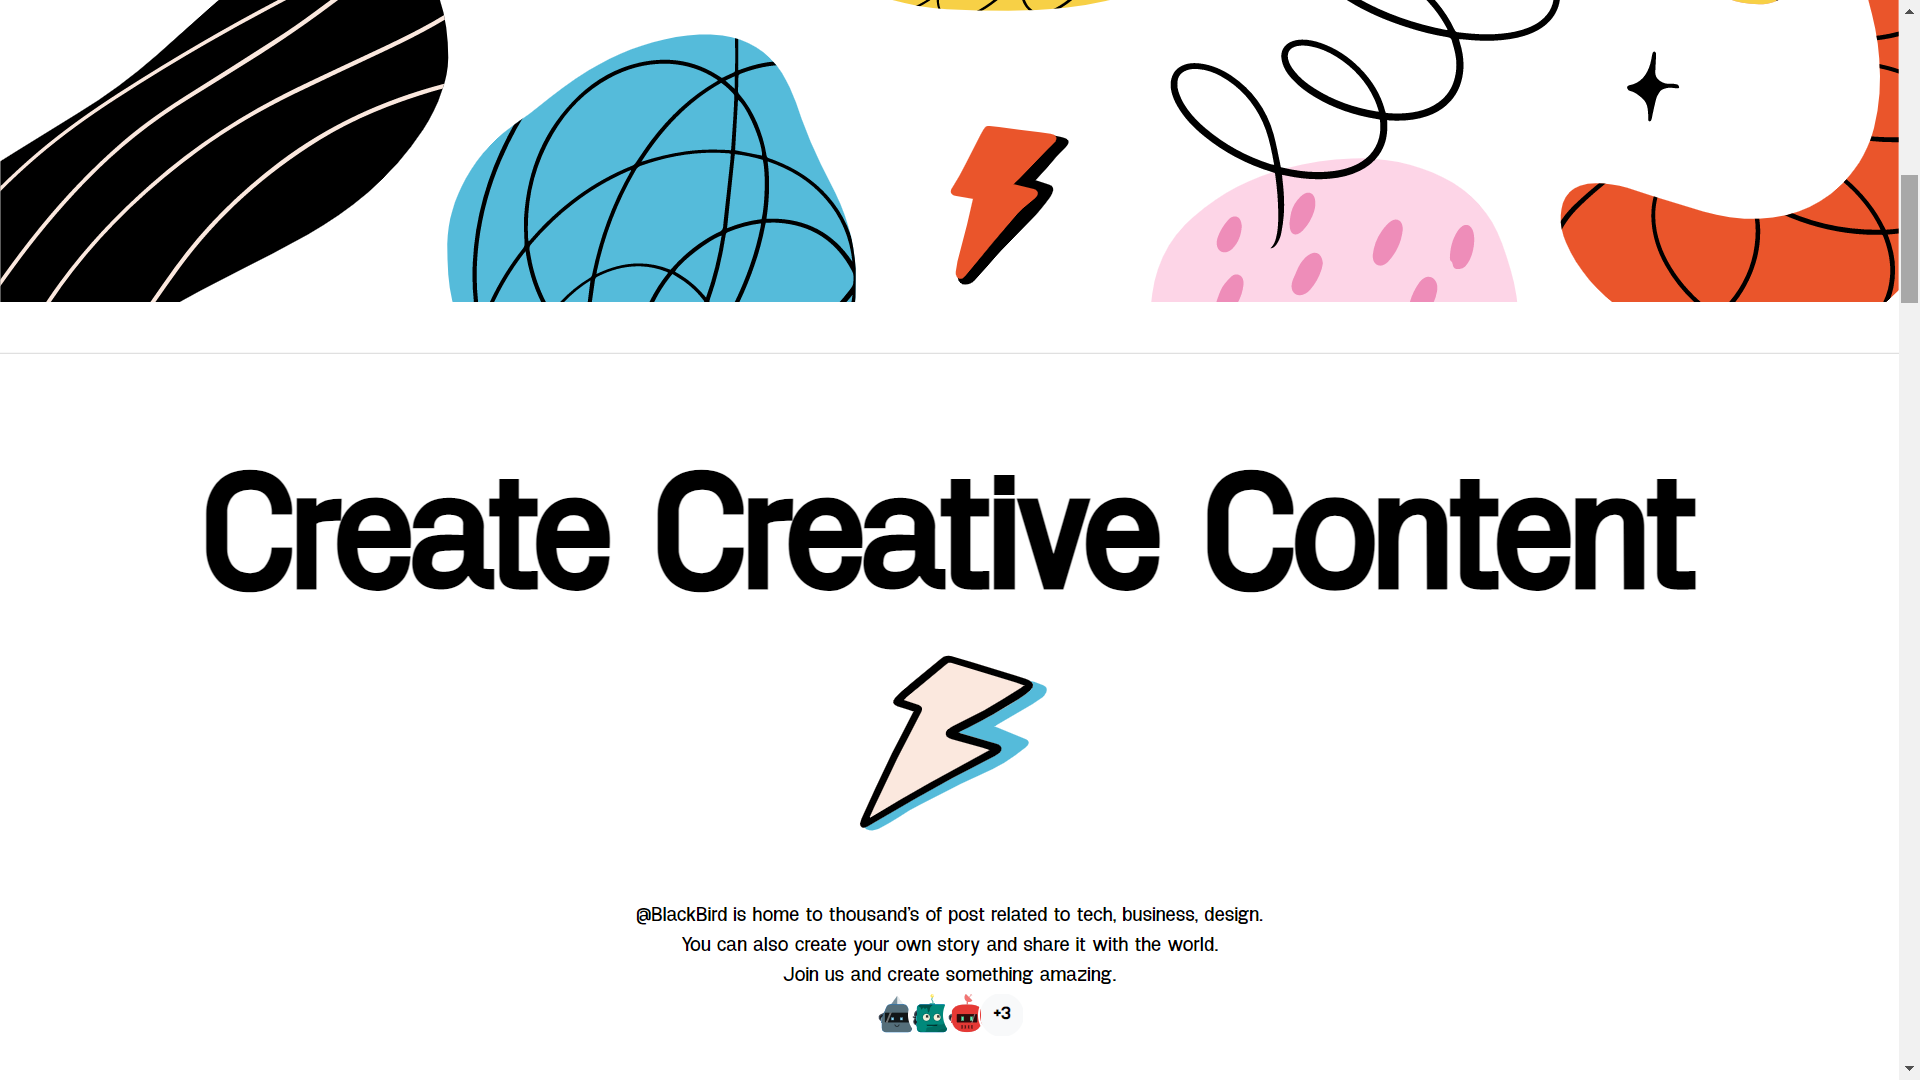 Create Creative Content
@BlackBird is home to thousand's of post related to tech, business, design.
You can also create your own story and share it with the world.
Join us and create something amazing.
+3